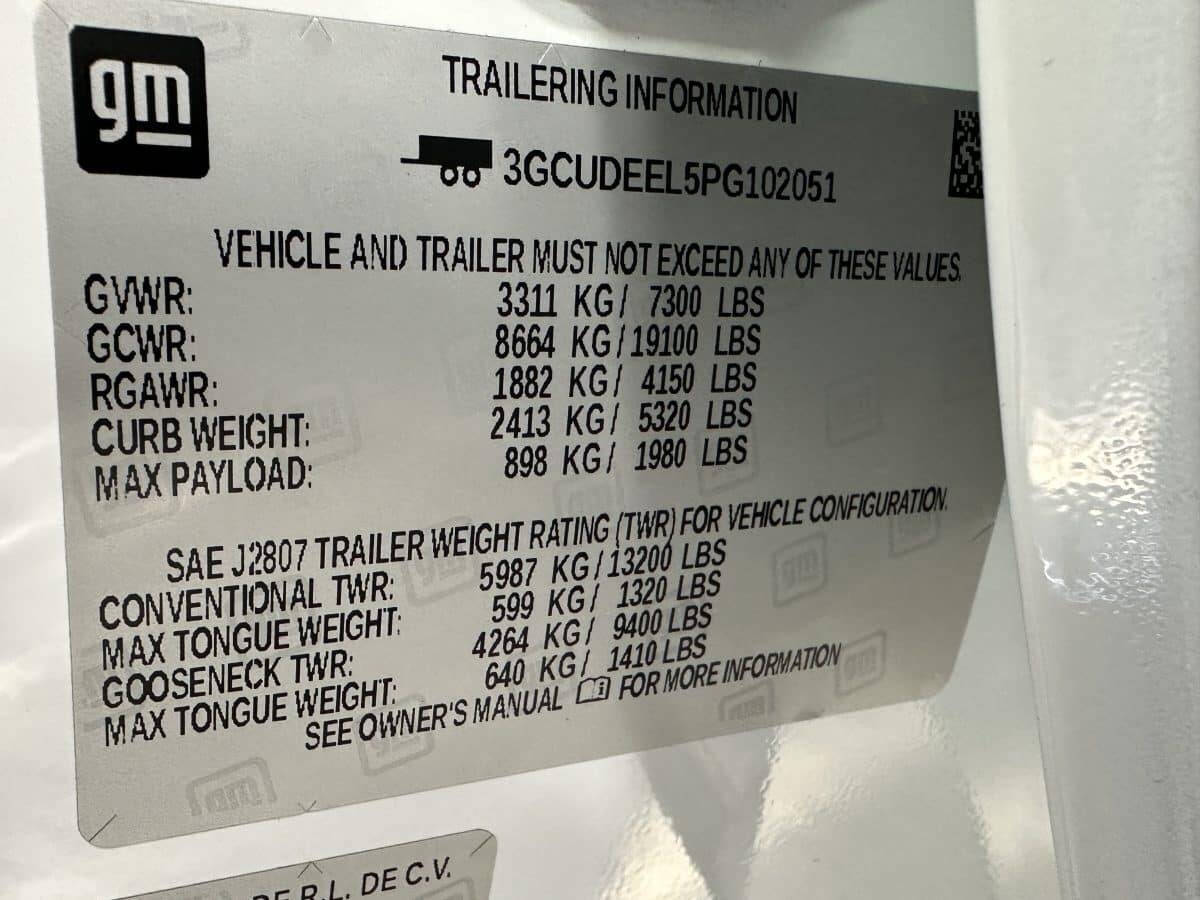 gm
TRAILERING INFORMATION
3GCUDEEL5PG102051
VEHICLE AND TRAILER MUST NOT EXCEED ANY OF THESE VALUES.
GVWR: 3311 KG/ 7300 LBS
GCWR: 8664 KG/19100 LBS
RGAWR: 1882 KG/ 4150 LBS
CURB WEIGHT: 2413 KG/ 5320 LBS
MAX PAYLOAD: 898 KG/ 1980 LBS
SAE J2807 TRAILER WEIGHT RATING (TWR) FOR VEHICLE CONFIGURATION.
CONVENTIONAL TWR: 5987 KG/13200 LBS
MAX TONGUE WEIGHT: 599 KG/ 1320 LBS
GOOSENECK TWR: 4264 KG/ 9400 LBS
MAX TONGUE WEIGHT: 640 KG/ 1410 LBS
SEE OWNER'S MANUAL FOR MORE INFORMATION
DE R.L. DE C.V.